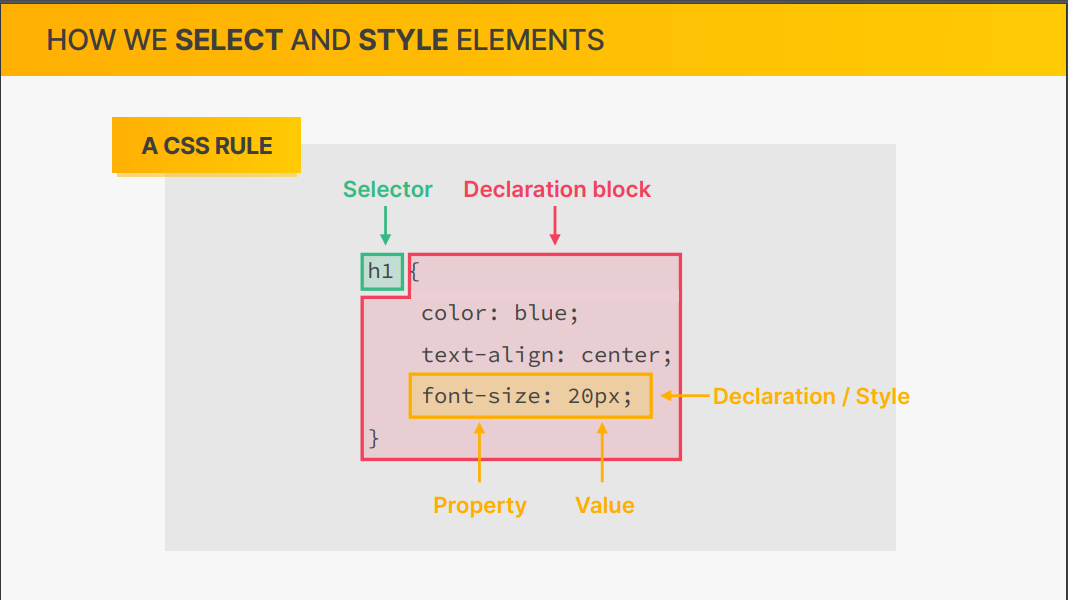 HOW WE SELECT AND STYLE ELEMENTS
A CSS RULE
Selector
Declaration block
h1 {
color: blue;
text-align: center;
font-size: 20px;
Declaration / Style
}
Property
Value